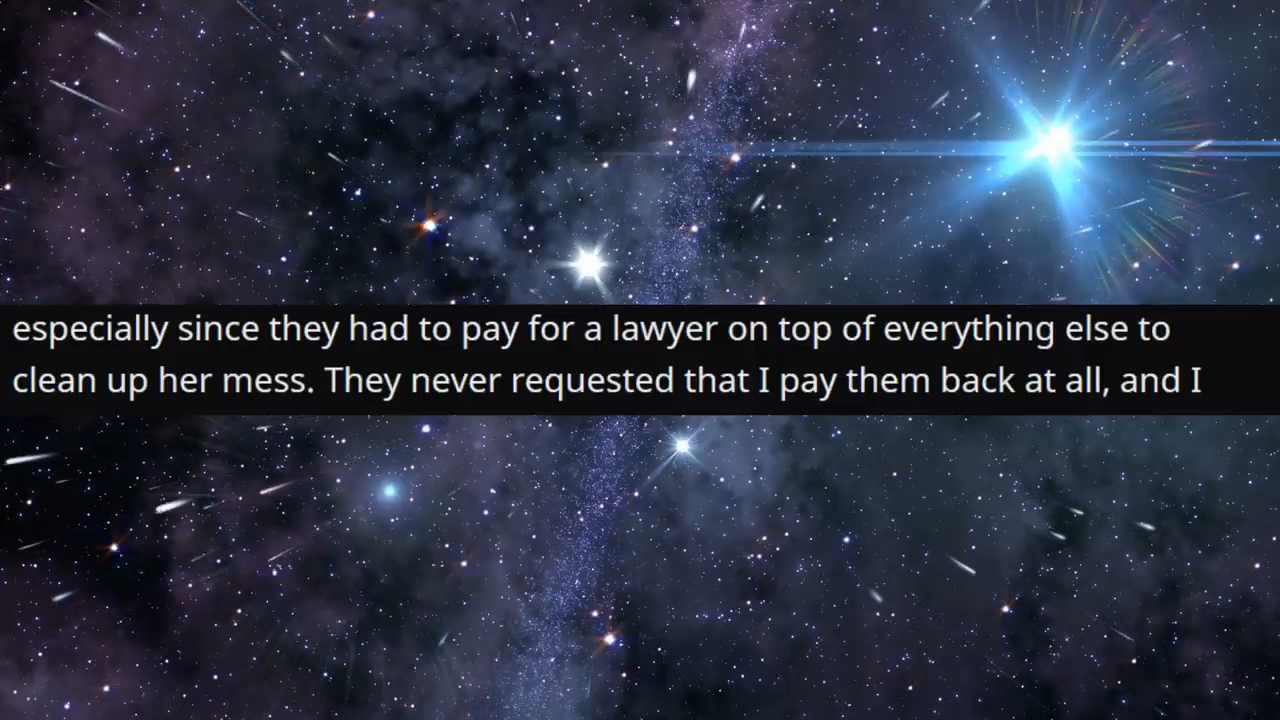 especially since they had to pay for a lawyer on top of everything else to
clean up her mess. They never requested that I pay them back at all, and I